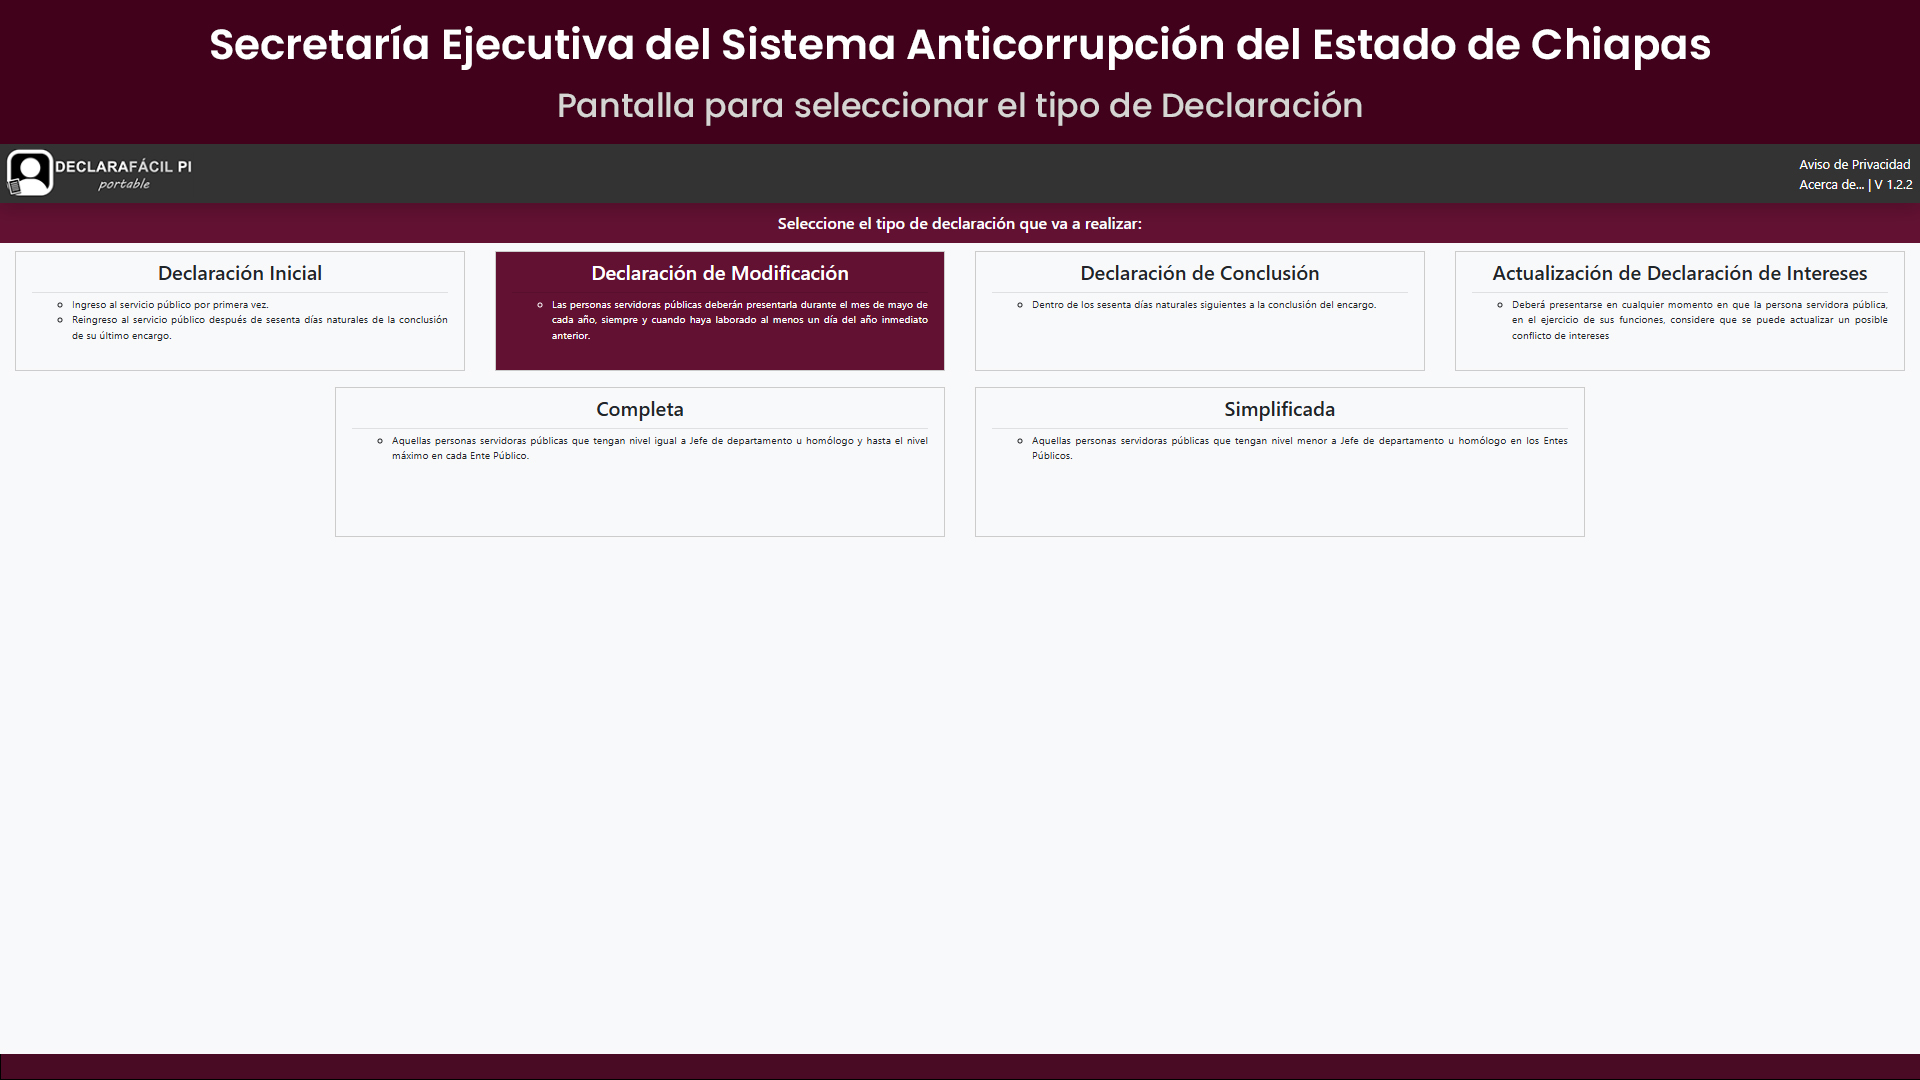 Secretaría Ejecutiva del Sistema Anticorrupción del Estado de Chiapas
Pantalla para seleccionar el tipo de Declaración
DECLARAFÁCIL PI
portable
Aviso de Privacidad
Acerca de... | V 1.2.2
Seleccione el tipo de declaración que va a realizar:
Declaración Inicial
Ingreso al servicio público por primera vez.
Reingreso al servicio público después de sesenta días naturales de la conclusión
de su último encargo.
Declaración de Modificación
Las personas servidoras públicas deberán presentarla durante el mes de mayo de
cada año, siempre y cuando haya laborado al menos un día del año inmediato
anterior.
Declaración de Conclusión
Dentro de los sesenta días naturales siguientes a la conclusión del encargo.
Actualización de Declaración de Intereses
Deberá presentarse en cualquier momento en que la persona servidora pública,
en el ejercicio de sus funciones, considere que se puede actualizar un posible
conflicto de intereses
Completa
Aquellas personas servidoras públicas que tengan nivel igual a Jefe de departamento u homólogo y hasta el nivel
máximo en cada Ente Público.
Simplificada
Aquellas personas servidoras públicas que tengan nivel menor a Jefe de departamento u homólogo en los Entes
Públicos.